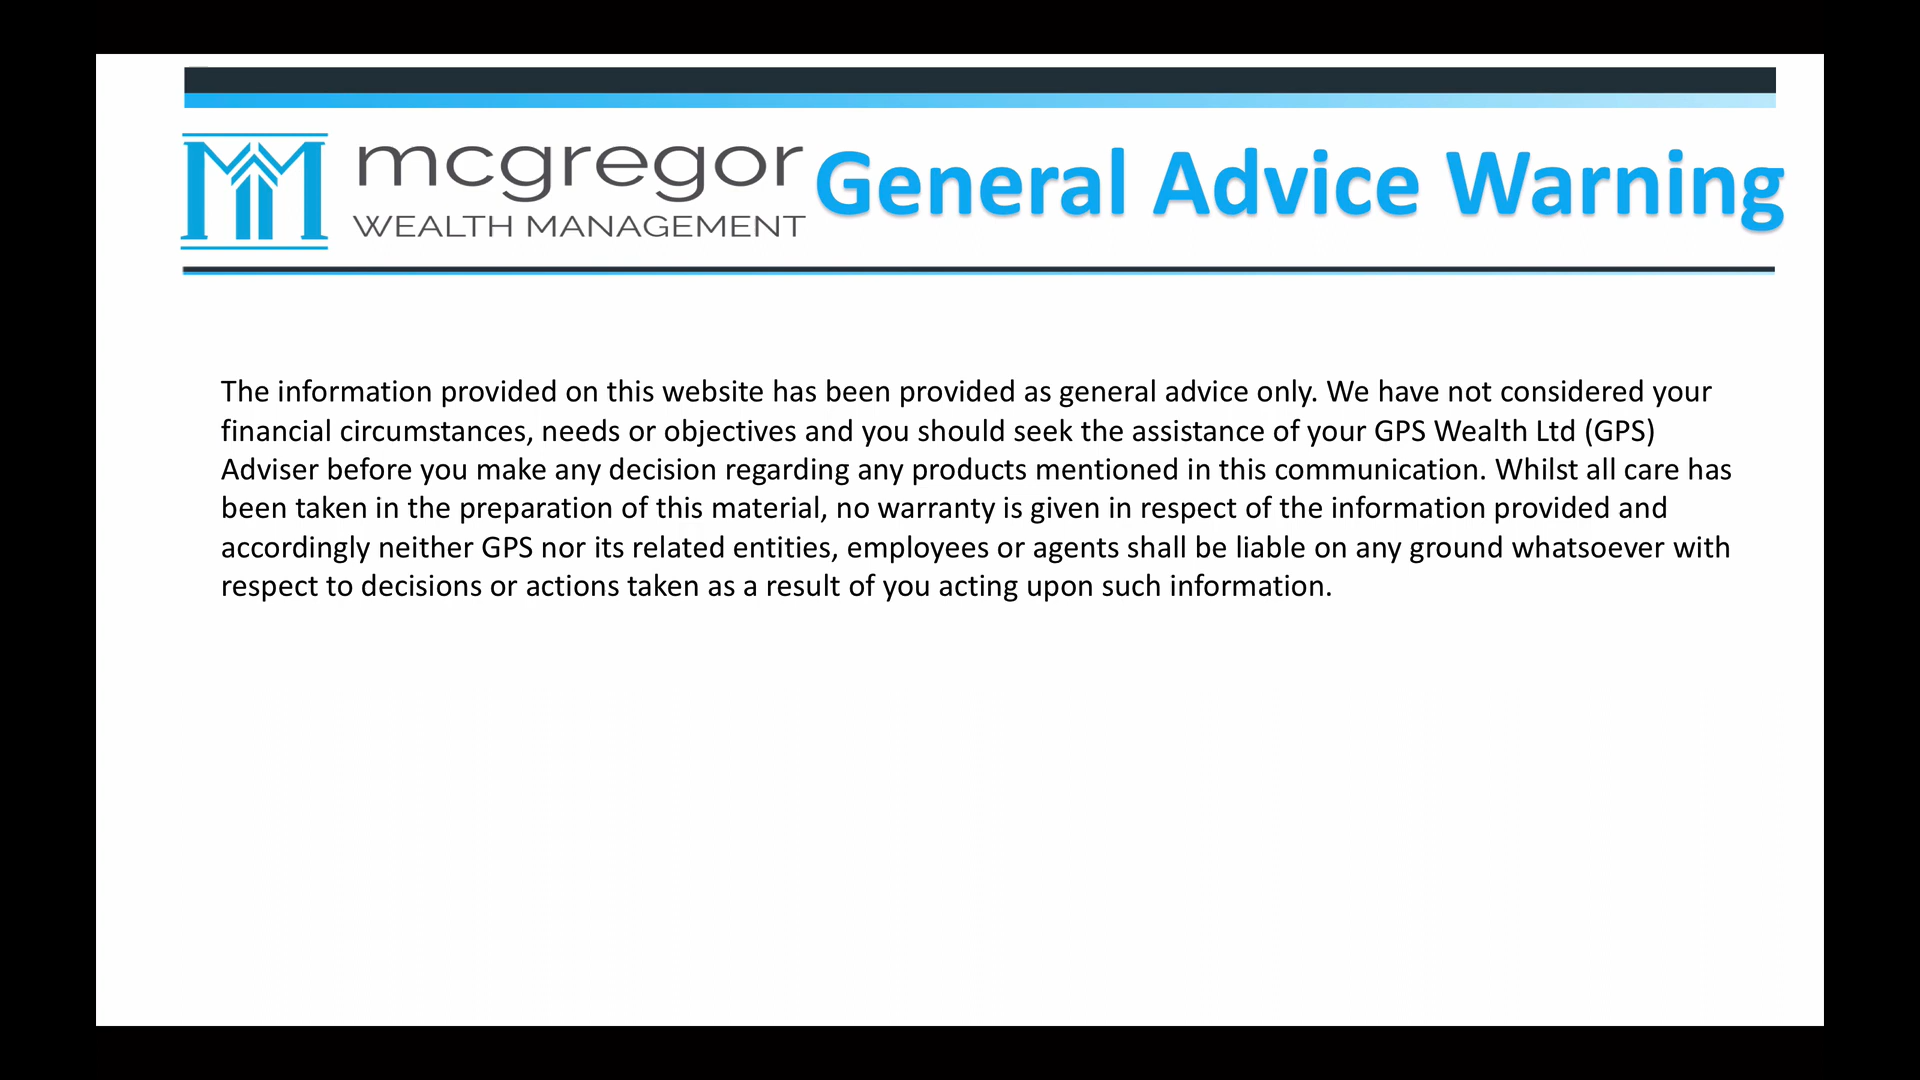 mcgregor
WEALTH MANAGEMENT
General Advice Warning
The information provided on this website has been provided as general advice only. We have not considered your
financial circumstances, needs or objectives and you should seek the assistance of your GPS Wealth Ltd (GPS)
Adviser before you make any decision regarding any products mentioned in this communication. Whilst all care has
been taken in the preparation of this material, no warranty is given in respect of the information provided and
accordingly neither GPS nor its related entities, employees or agents shall be liable on any ground whatsoever with
respect to decisions or actions taken as a result of you acting upon such information.